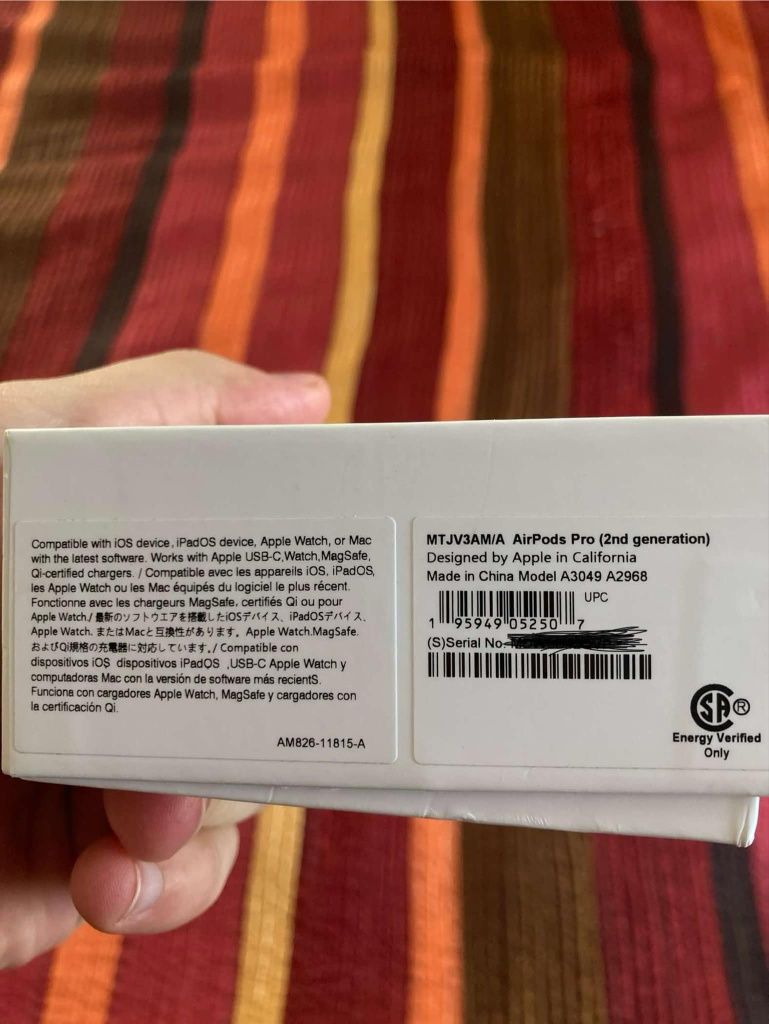 Compatible with iOS device, iPadOS device, Apple Watch, or Mac
with the latest software. Works with Apple USB-C,Watch,MagSafe,
Qi-certified chargers. / Compatible avec les appareils iOS, iPadOS,
les Apple Watch ou les Mac équipés du logiciel le plus récent.
Fonctionne avec les chargeurs MagSafe, certifiés Qi ou pour
Apple Watch./ 最新のソフトウエアを搭載したiOSデバイス、iPadOSデバイス、
Apple Watch. またはMacと互換性があります。Apple Watch.MagSafe.
およびQi規格の充電器に対応しています。/ Compatible con
dispositivos iOS dispositivos iPadOS ,USB-C Apple Watch y
computadoras Mac con la versión de software más recientS.
Funciona con cargadores Apple Watch, MagSafe y cargadores con
la certificación Qi.
AM826-11815-A
MTJV3AM/A AirPods Pro (2nd generation)
Designed by Apple in California
Made in China Model A3049 A2968
UPC
1 95949 05250 7
(S)Serial No.
SA ®
Energy Verified
Only